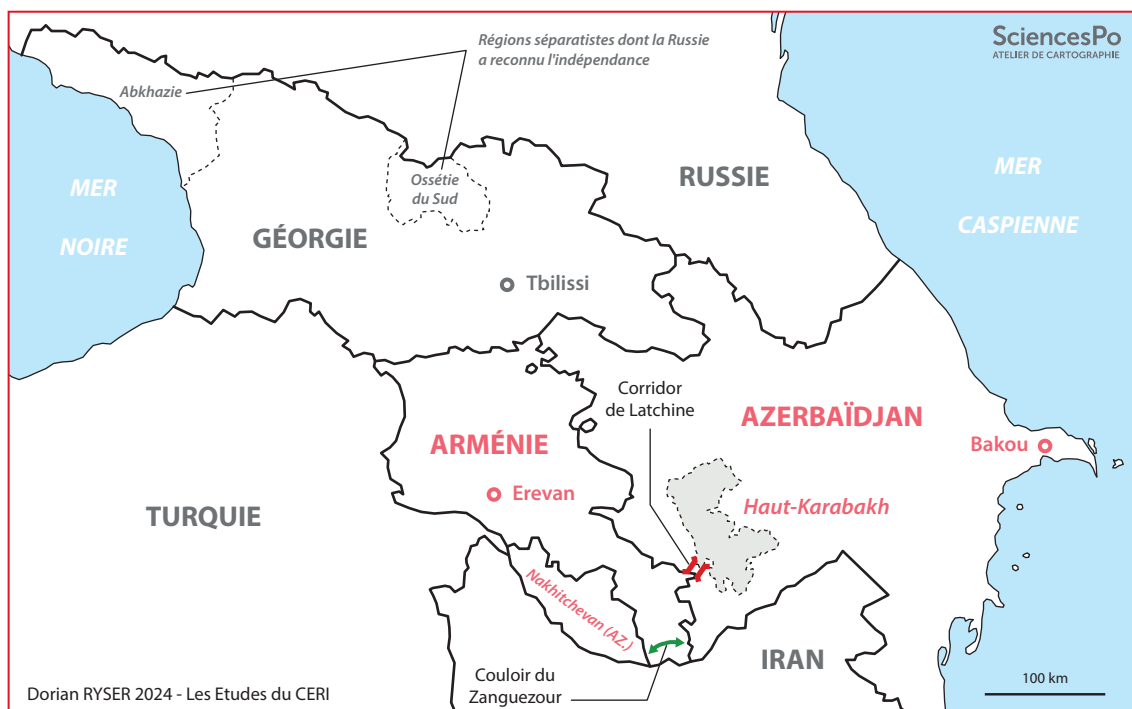 Régions séparatistes dont la Russie
a reconnu l'indépendance
SciencesPo
ATELIER DE CARTOGRAPHIE
Abkhazie
Ossétie
du Sud
RUSSIE
MER
NOIRE
MER
CASPIENNE
GÉORGIE
Tbilissi
Corridor
de Latchine
AZERBAÏDJAN
ARMÉNIE
Bakou
Erevan
Haut-Karabakh
TURQUIE
Nakhitchevan (AZ.)
IRAN
Couloir du
Zanguezour
100 km
Dorian RYSER 2024 - Les Etudes du CERI